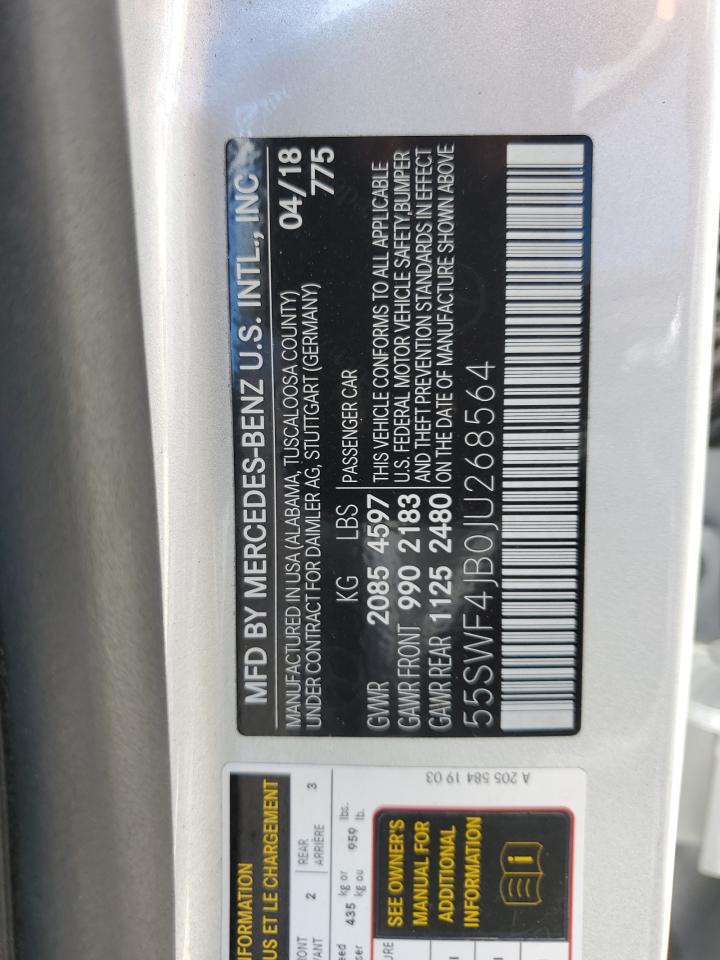 MFD BY MERCEDES-BENZ U.S. INTL., INC
MANUFACTURED IN USA (ALABAMA, TUSCALOOSA COUNTY)
UNDER CONTRACT FOR DAIMLER AG, STUTTGART (GERMANY)
04/18
775
KG LBS
GVWR 2085 4597
GAWR FRONT 990 2183
GAWR REAR 1125 2480
PASSENGER CAR
THIS VEHICLE CONFORMS TO ALL APPLICABLE
U.S. FEDERAL MOTOR VEHICLE SAFETY,BUMPER
AND THEFT PREVENTION STANDARDS IN EFFECT
ON THE DATE OF MANUFACTURE SHOWN ABOVE
55SWF4JB0JU268564
A 205 584 19 03
INFORMATION
US ET LE CHARGEMENT
2 REAR 3
ARRIÈRE
435 kg or 959 lbs.
kg ou lb.
SEE OWNER'S
MANUAL FOR
ADDITIONAL
INFORMATION